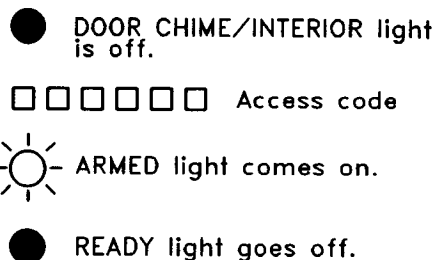 DOOR CHIME/INTERIOR light
is off.
Access code
ARMED light comes on.
READY light goes off.